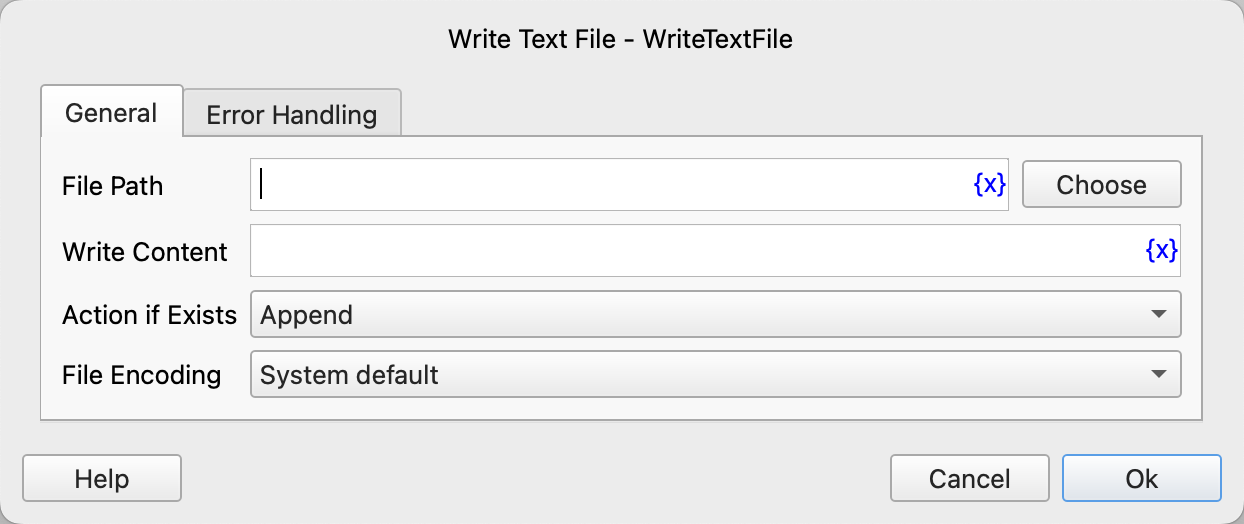 Write Text File - WriteTextFile
General
Error Handling
File Path
{x}
Choose
Write Content
{x}
Action if Exists
Append
File Encoding
System default
Help
Cancel
Ok